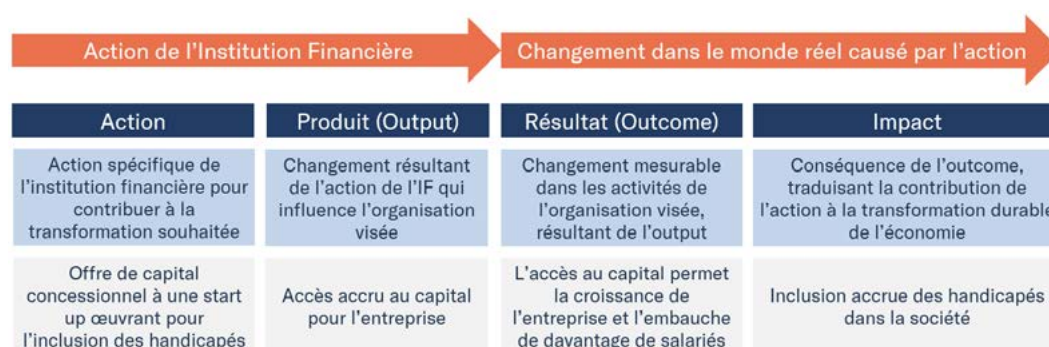 Action de l'Institution Financière
Changement dans le monde réel causé par l'action
Action
Produit (Output)
Résultat (Outcome)
Impact
Action spécifique de
l'institution financière pour
contribuer à la
transformation souhaitée
Changement résultant
de l'action de l'IF qui
influence l'organisation
visée
Changement mesurable
dans les activités de
l'organisation visée,
résultant de l'output
Conséquence de l'outcome,
traduisant la contribution de
l'action à la transformation durable
de l'économie
Offre de capital
concessionnel à une start
up œuvrant pour
l'inclusion des handicapés
Accès accru au capital
pour l'entreprise
L'accès au capital permet
la croissance de
l'entreprise et l'embauche
de davantage de salariés
Inclusion accrue des handicapés
dans la société